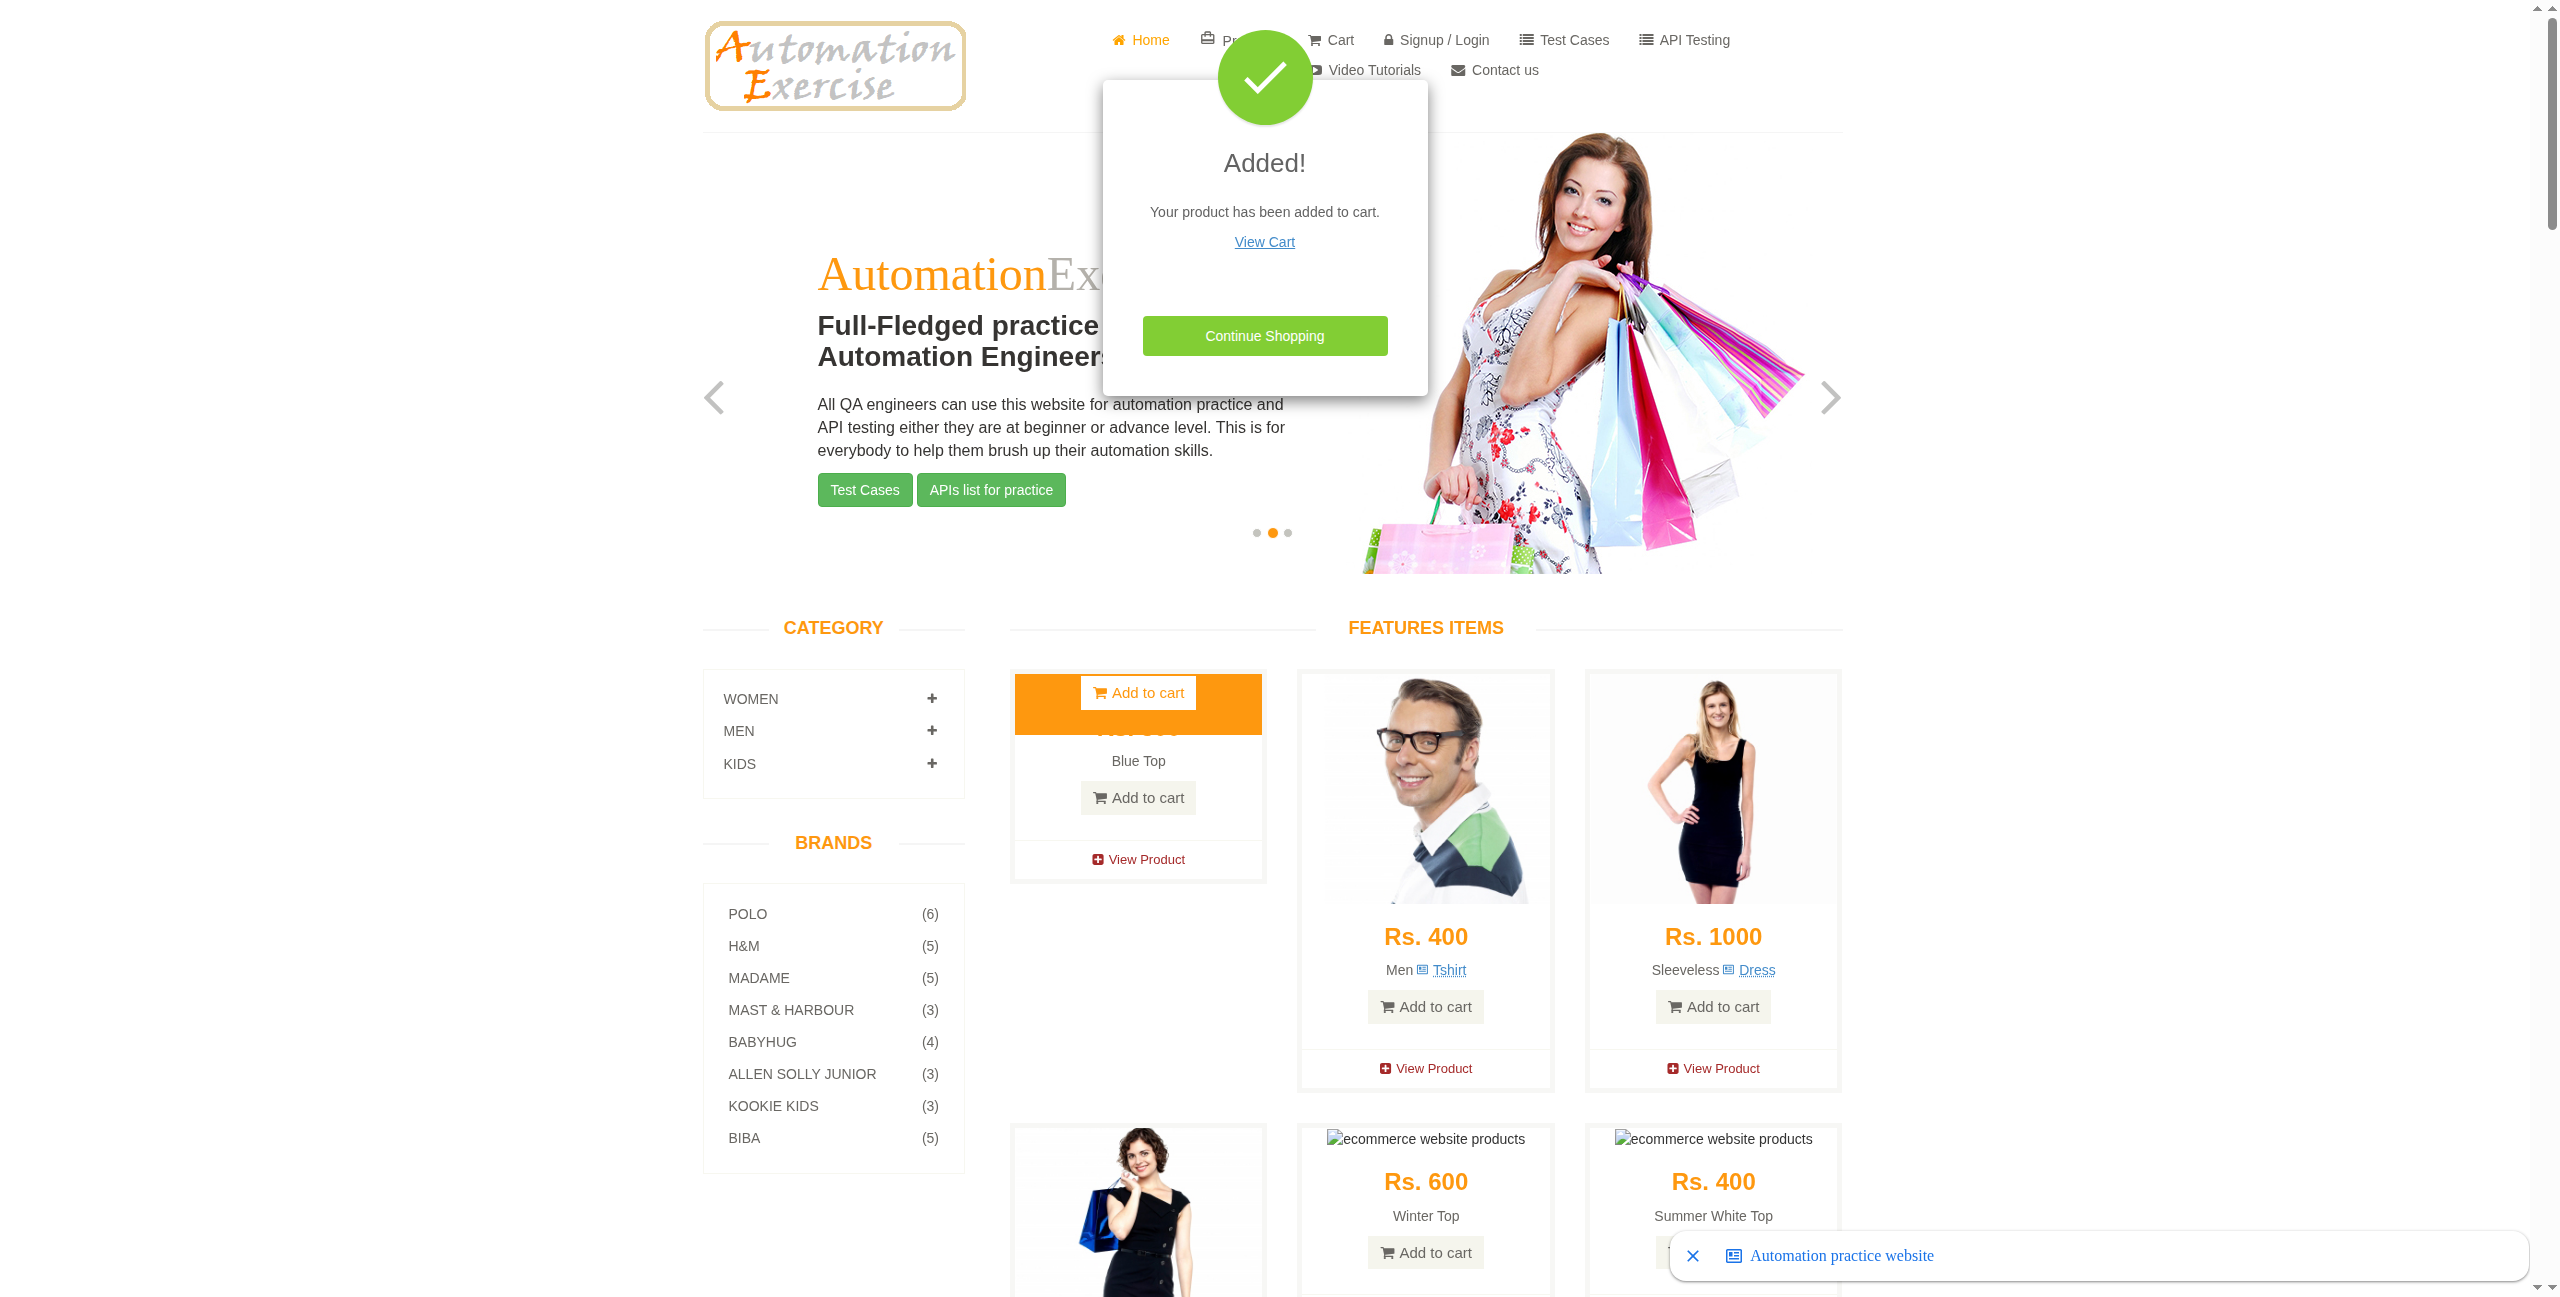 Automation
Exercise
Home
Cart
Signup / Login
Test Cases
API Testing
Video Tutorials
Contact us
Added!
Your product has been added to cart.
View Cart
Continue Shopping
AutomationEx
Full-Fledged practice
Automation Engineers
All QA engineers can use this website for automation practice and
API testing either they are at beginner or advance level. This is for
everybody to help them brush up their automation skills.
Test Cases
APIs list for practice
CATEGORY
WOMEN
MEN
KIDS
BRANDS
POLO (6)
H&M (5)
MADAME (5)
MAST & HARBOUR (3)
BABYHUG (4)
ALLEN SOLLY JUNIOR (3)
KOOKIE KIDS (3)
BIBA (5)
FEATURES ITEMS
Add to cart
Blue Top
Add to cart
View Product
Rs. 400
Men Tshirt
Add to cart
View Product
Rs. 1000
Sleeveless Dress
Add to cart
View Product
ecommerce website products
Rs. 600
Winter Top
Add to cart
ecommerce website products
Rs. 400
Summer White Top
Automation practice website